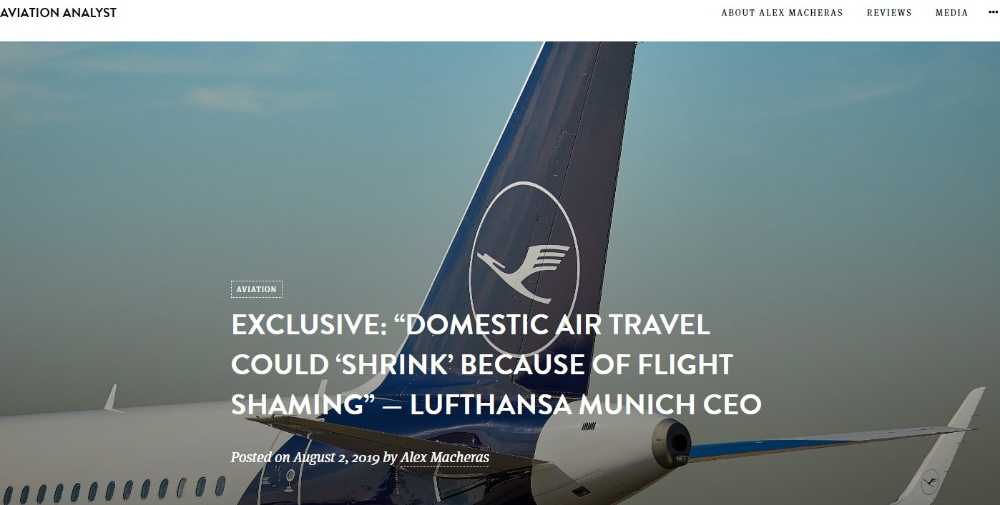 AVIATION ANALYST
ABOUT ALEX MACHERAS REVIEWS MEDIA •••
AVIATION
EXCLUSIVE: “DOMESTIC AIR TRAVEL
COULD ‘SHRINK’ BECAUSE OF FLIGHT
SHAMING” — LUFTHANSA MUNICH CEO
Posted on August 2, 2019 by Alex Macheras